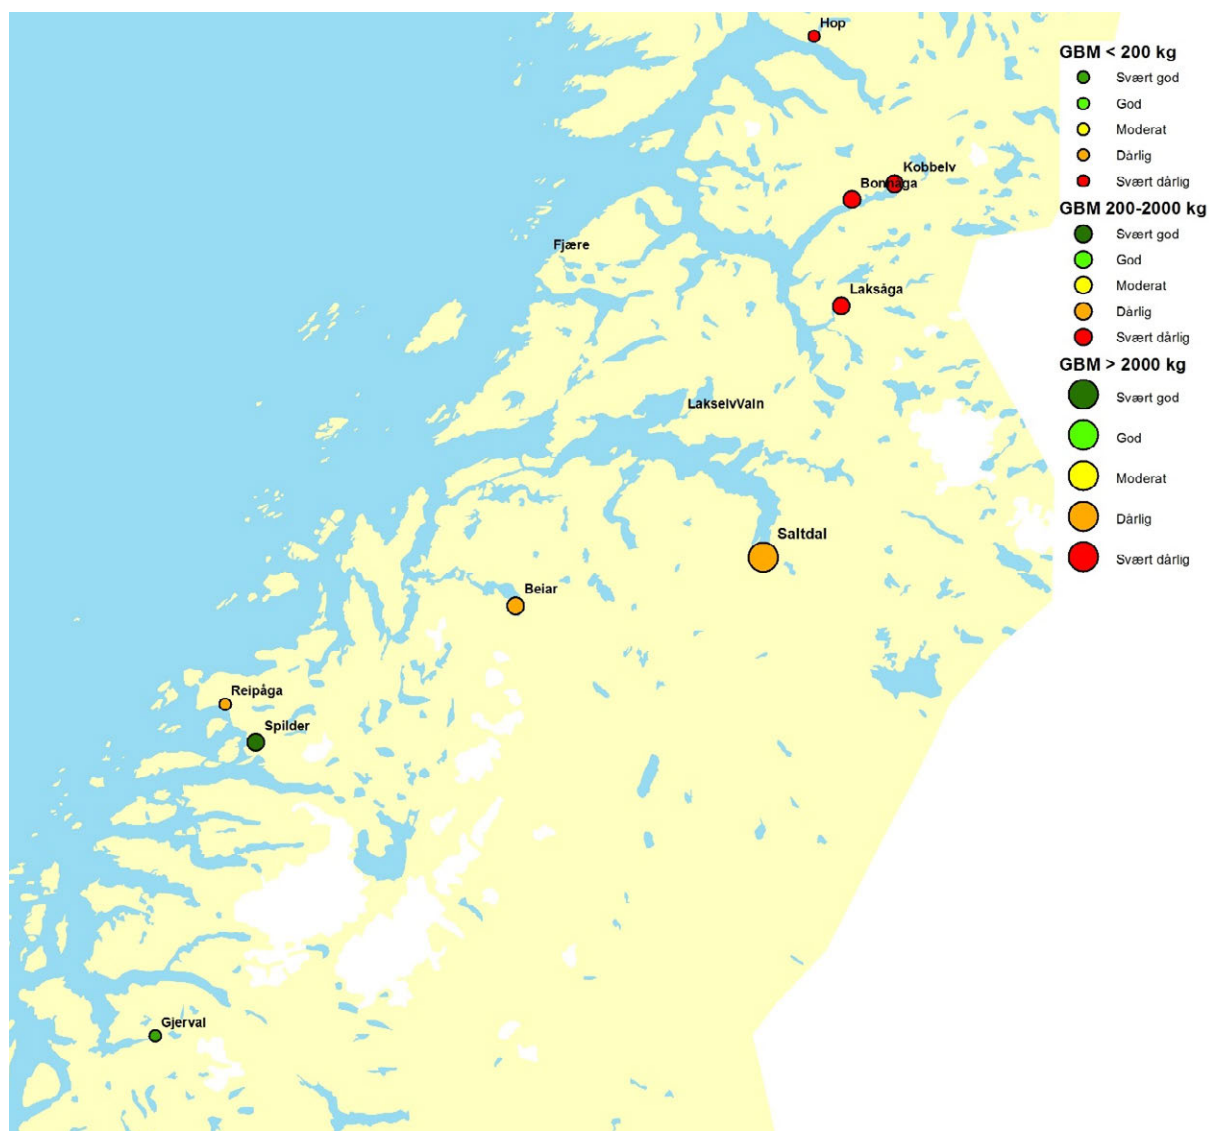 Hop
Kobbelv
Bonnåga
Fjære
Laksåga
LakselvValn
Saltdal
Beiar
Reipåga
Spilder
Gjerval
GBM < 200 kg
Svært god
God
Moderat
Dårlig
Svært dårlig
GBM 200-2000 kg
Svært god
God
Moderat
Dårlig
Svært dårlig
GBM > 2000 kg
Svært god
God
Moderat
Dårlig
Svært dårlig